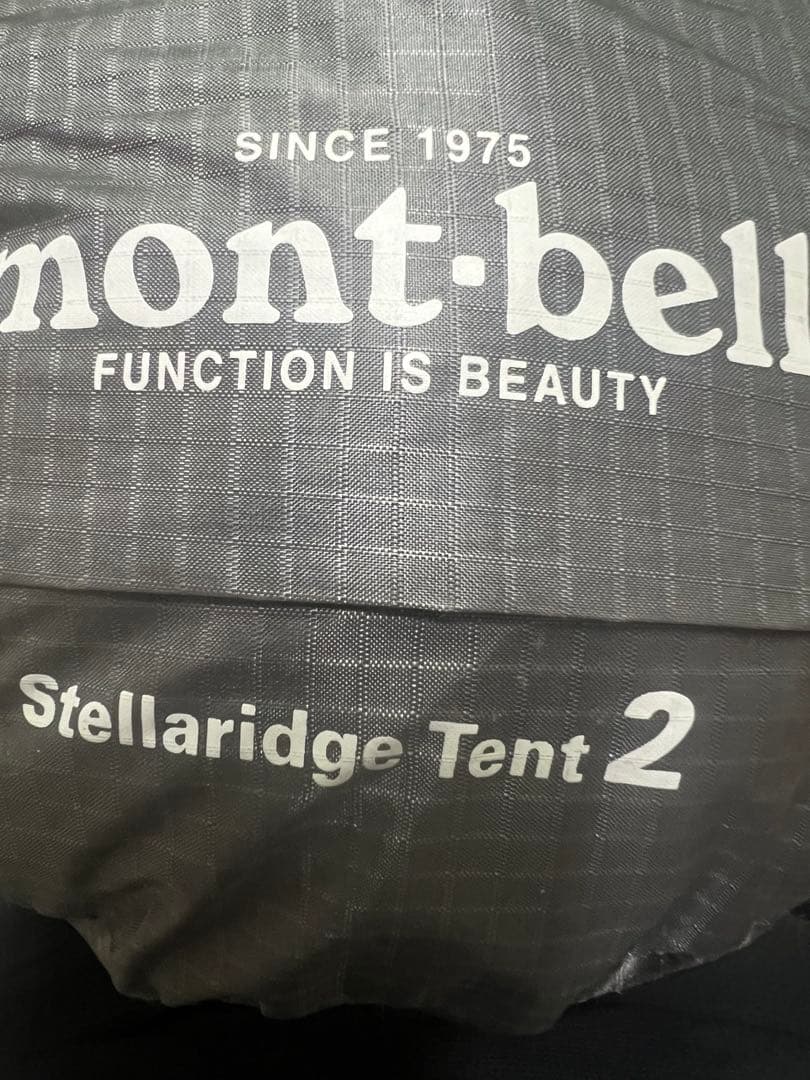 SINCE 1975
mont·bell
FUNCTION IS BEAUTY
Stellaridge Tent 2